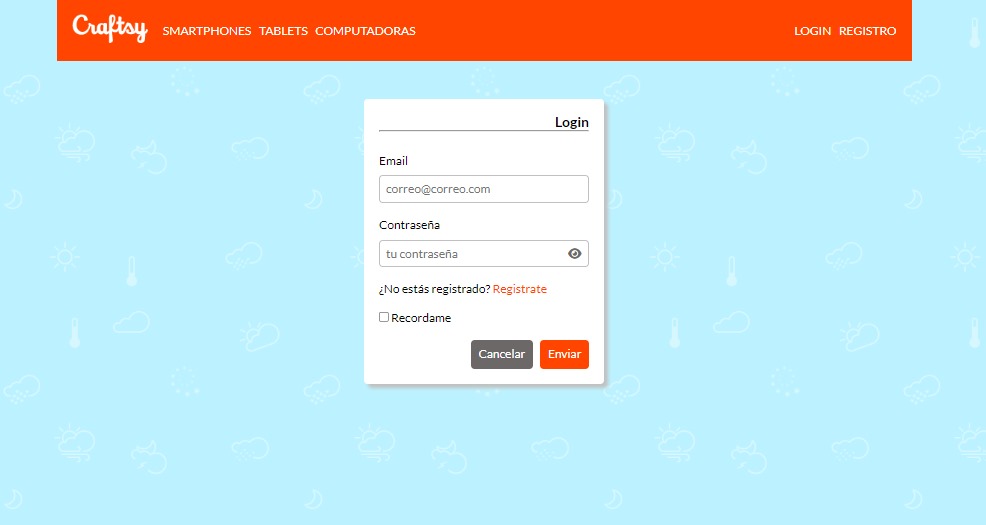 Craftsy SMARTPHONES TABLETS COMPUTADORAS LOGIN REGISTRO
Login
Email
correo@correo.com
Contraseña
tu contraseña
¿No estás registrado? Registrate
Recordame
Cancelar Enviar